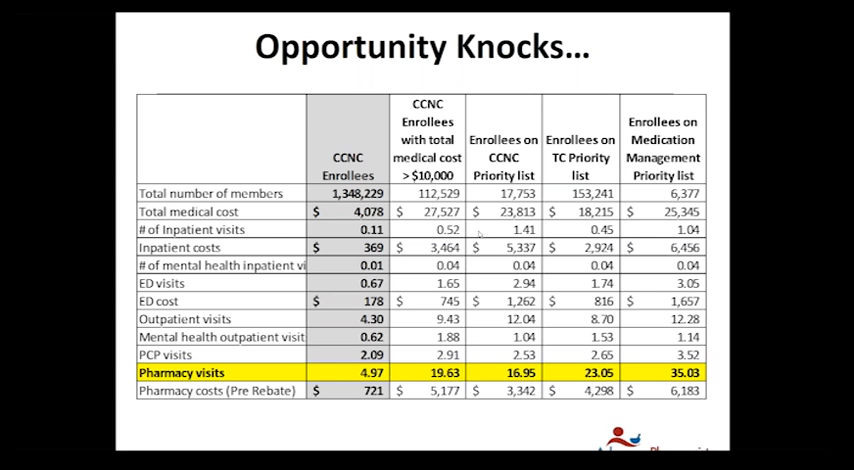 Opportunity Knocks...
CCNC Enrollees
CCNC Enrollees with total medical cost > $10,000
Enrollees on CCNC Priority list
Enrollees on TC Priority list
Enrollees on Medication Management Priority list
Total number of members 1,348,229 112,529 17,753 153,241 6,377
Total medical cost $ 4,078 $ 27,527 $ 23,813 $ 18,215 $ 25,345
# of Inpatient visits 0.11 0.52 1.41 0.45 1.04
Inpatient costs $ 369 $ 3,464 $ 5,337 $ 2,924 $ 6,456
# of mental health inpatient vi 0.01 0.04 0.04 0.04 0.04
ED visits 0.67 1.65 2.94 1.74 3.05
ED cost $ 178 $ 745 $ 1,262 $ 816 $ 1,657
Outpatient visits 4.30 9.43 12.04 8.70 12.28
Mental health outpatient visit 0.62 1.88 1.04 1.53 1.14
PCP visits 2.09 2.91 2.53 2.65 3.52
Pharmacy visits 4.97 19.63 16.95 23.05 35.03
Pharmacy costs (Pre Rebate) $ 721 $ 5,177 $ 3,342 $ 4,298 $ 6,183